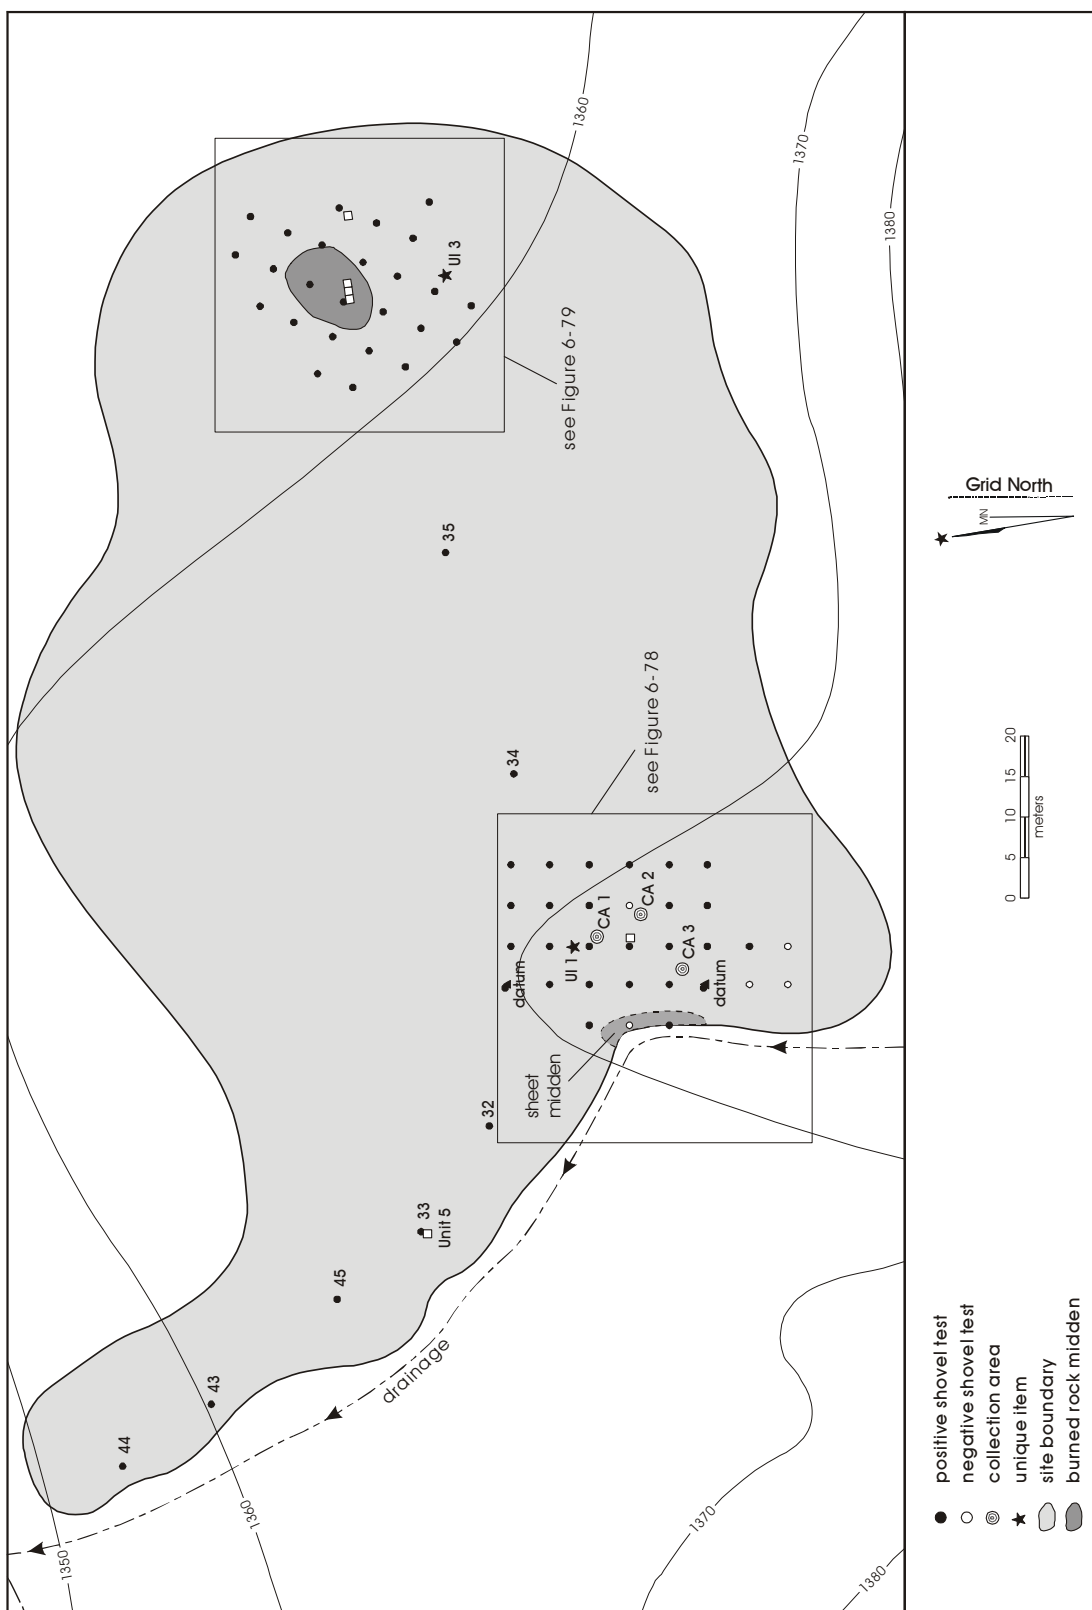 1360
1370
1380
UI 3
see Figure 6-79
35
Grid North
MN
see Figure 6-78
34
20
15
10
5
0
meters
CA 1
CA 2
UI 1
CA 3
datum
datum
sheet
midden
32
33
Unit 5
45
drainage
43
44
1350
1360
1370
1380
positive shovel test
negative shovel test
collection area
unique item
site boundary
burned rock midden